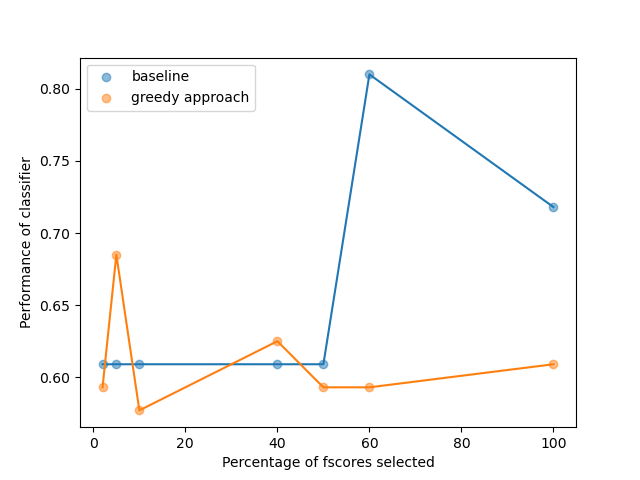 baseline
greedy approach
0.80
0.75
0.70
0.65
0.60
Performance of classifier
0
20
40
60
80
100
Percentage of fscores selected